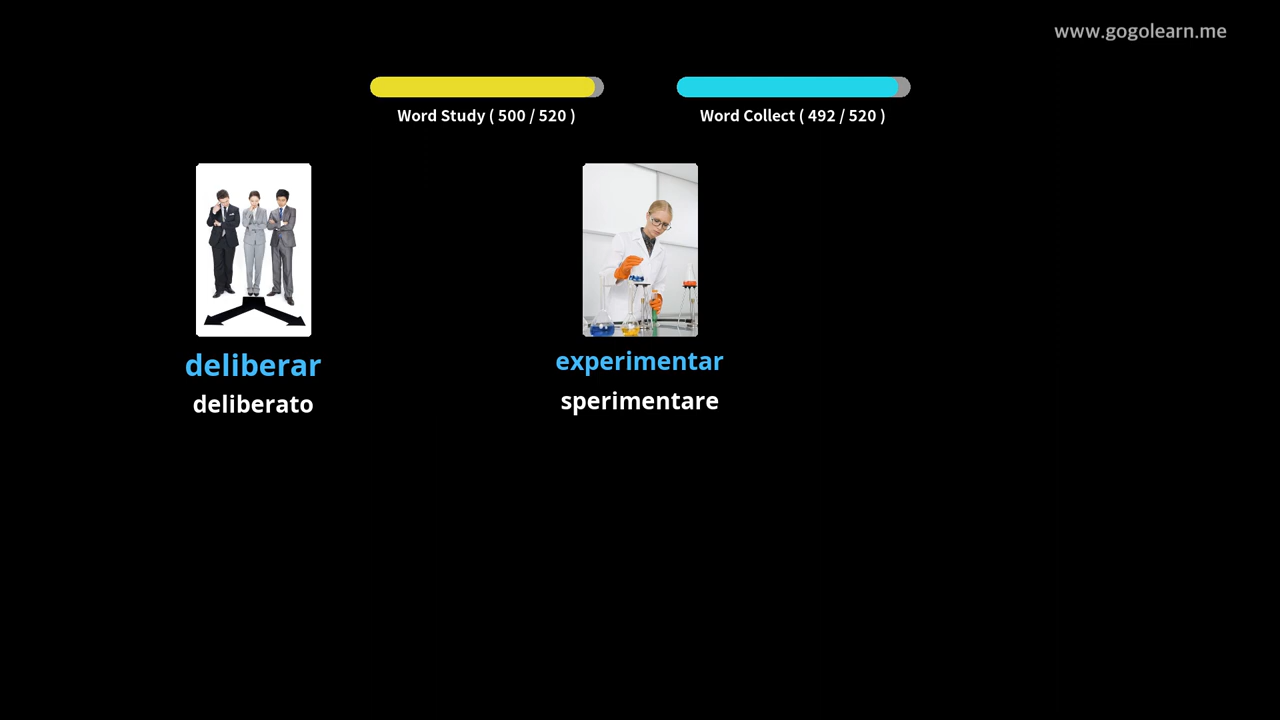 www.gogolearn.me
Word Study ( 500 / 520 )
Word Collect ( 492 / 520 )
deliberar
deliberato
experimentar
sperimentare